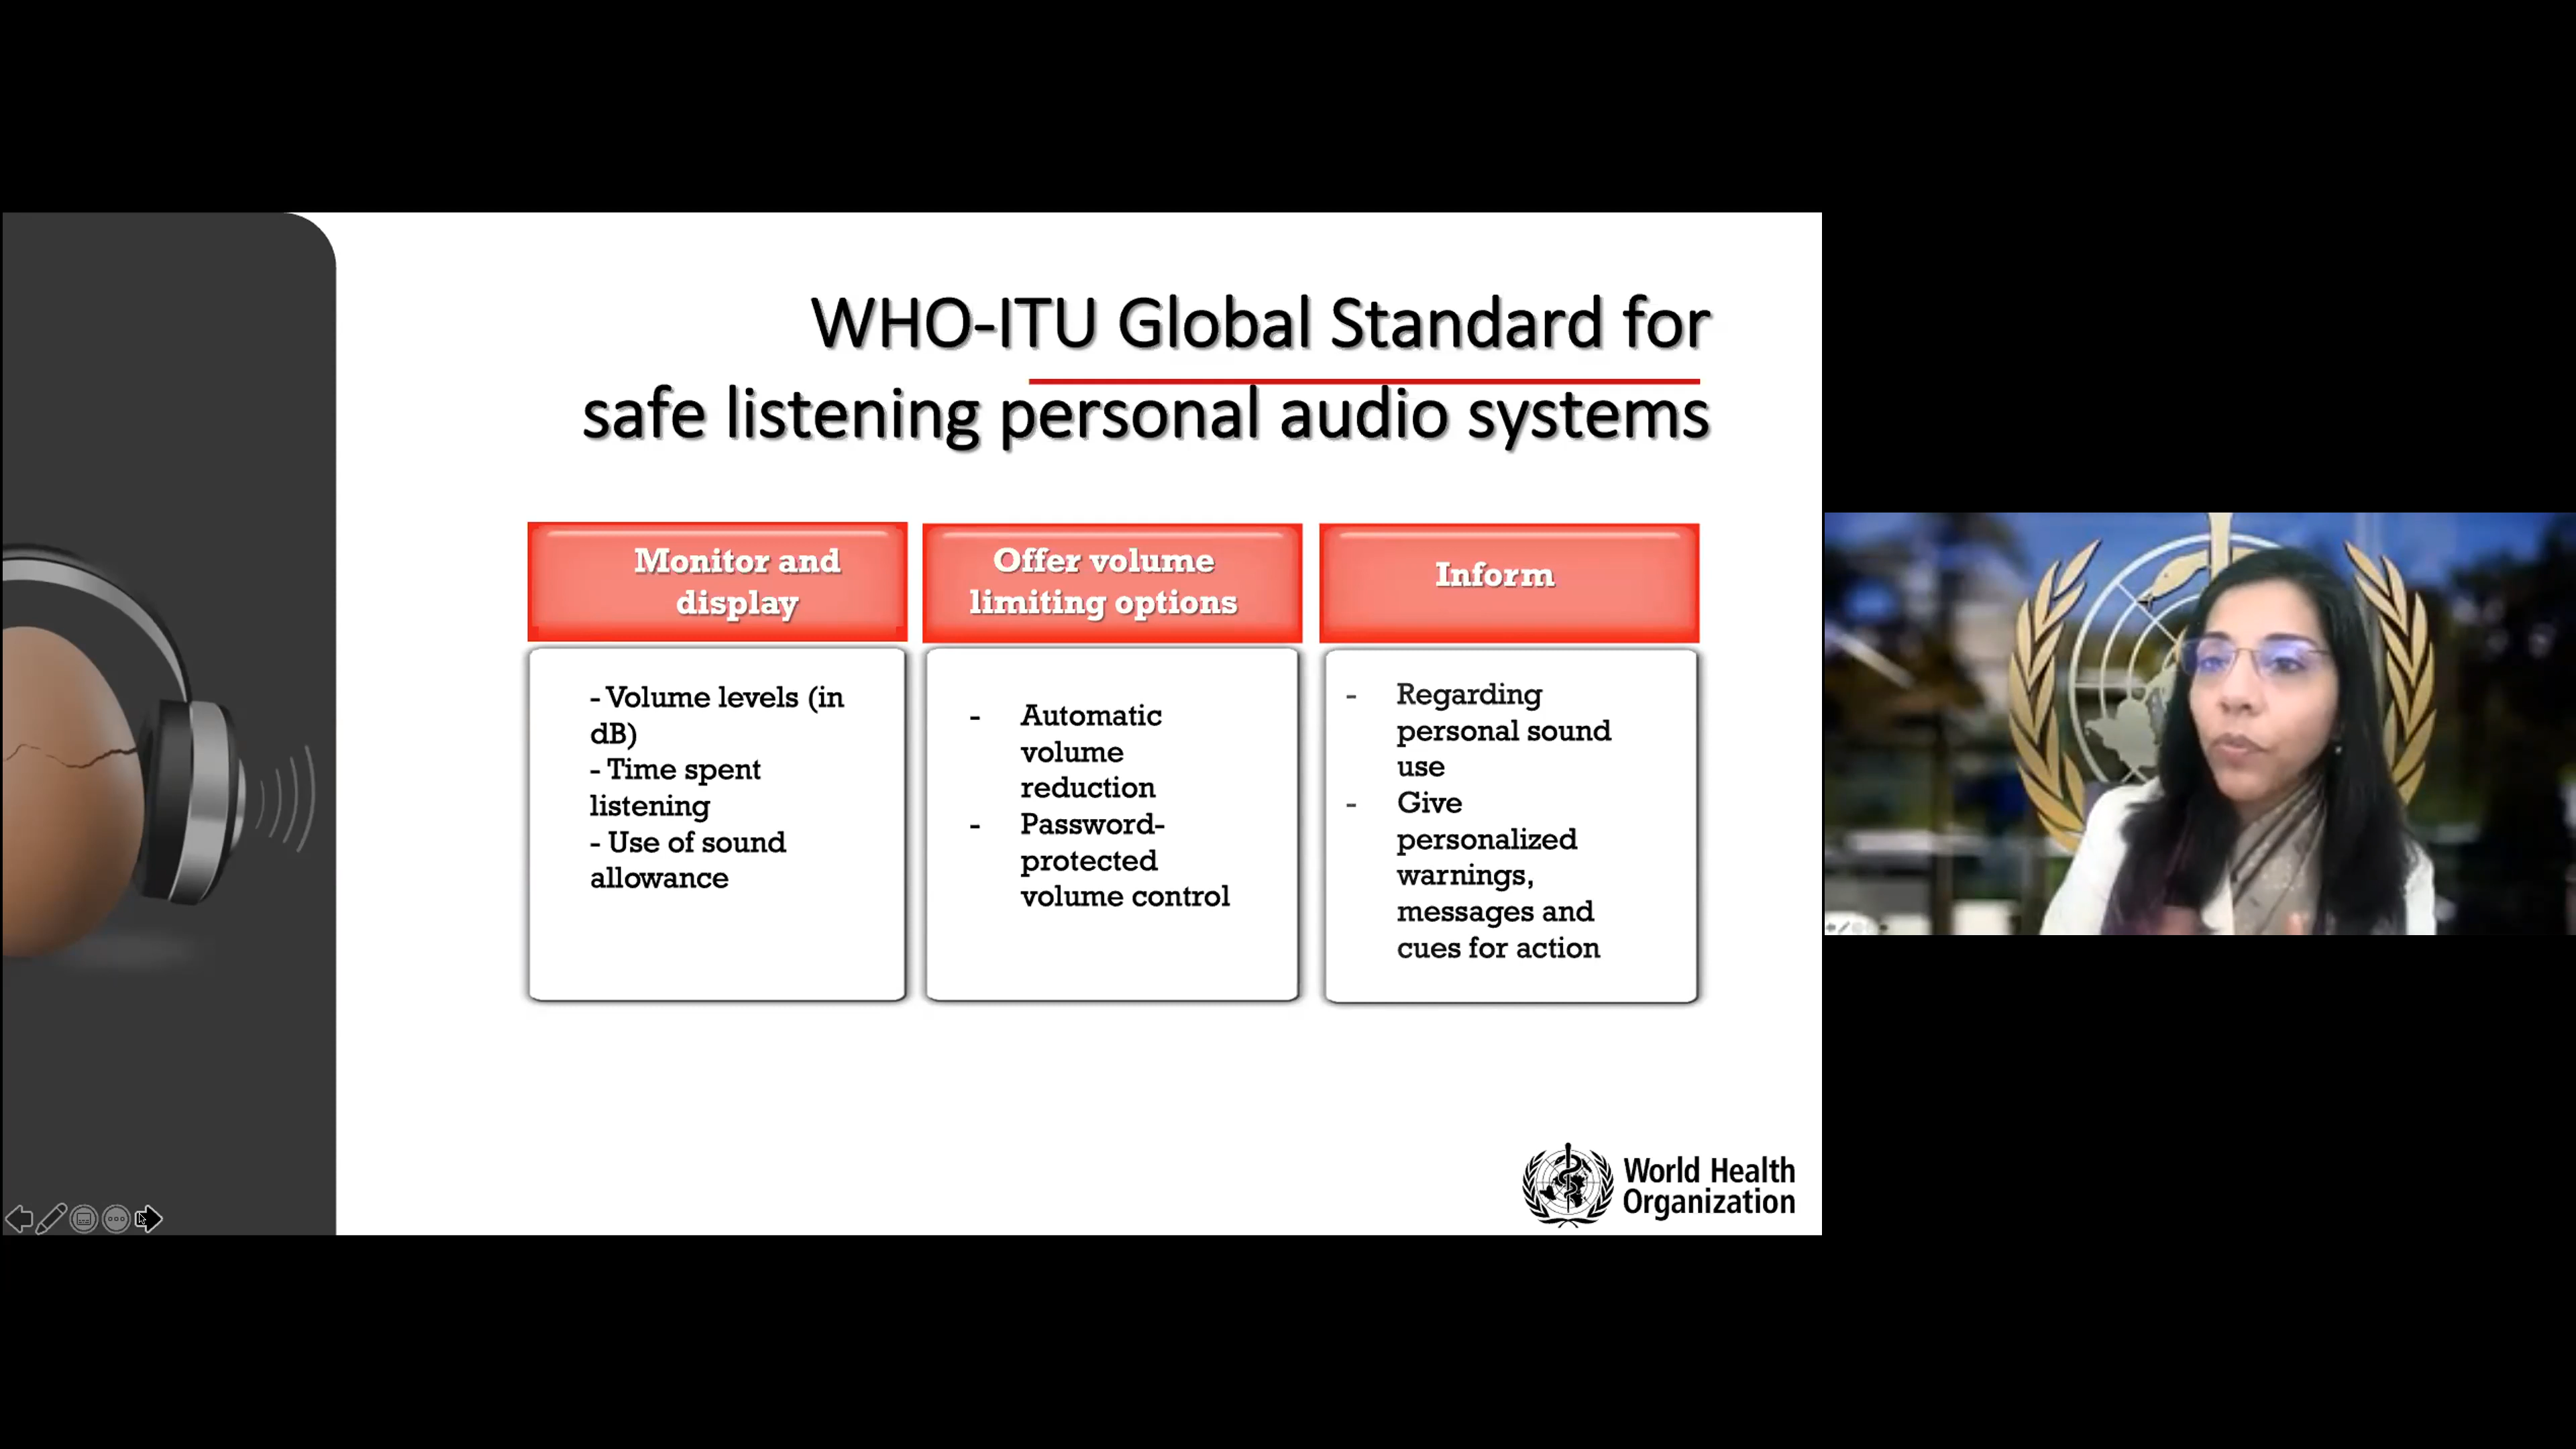 WHO-ITU Global Standard for
safe listening personal audio systems
Monitor and
display
- Volume levels (in
dB)
- Time spent
listening
- Use of sound
allowance
Offer volume
limiting options
- Automatic
volume
reduction
- Password-
protected
volume control
Inform
- Regarding
personal sound
use
- Give
personalized
warnings,
messages and
cues for action
World Health
Organization